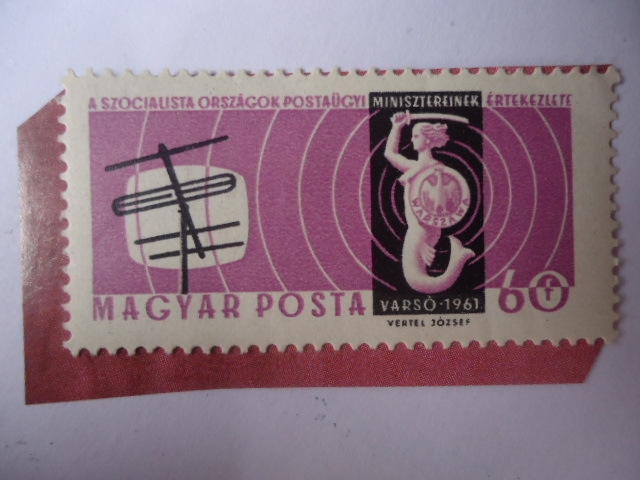 A SZOCIALISTA ORSZÁGOK POSTAÜGYI MINISZTEREINEK ÉRTEKEZLETE
WARSZAWA
MAGYAR POSTA
VARSÓ · 1961
60 f
VERTEL JÓZSEF